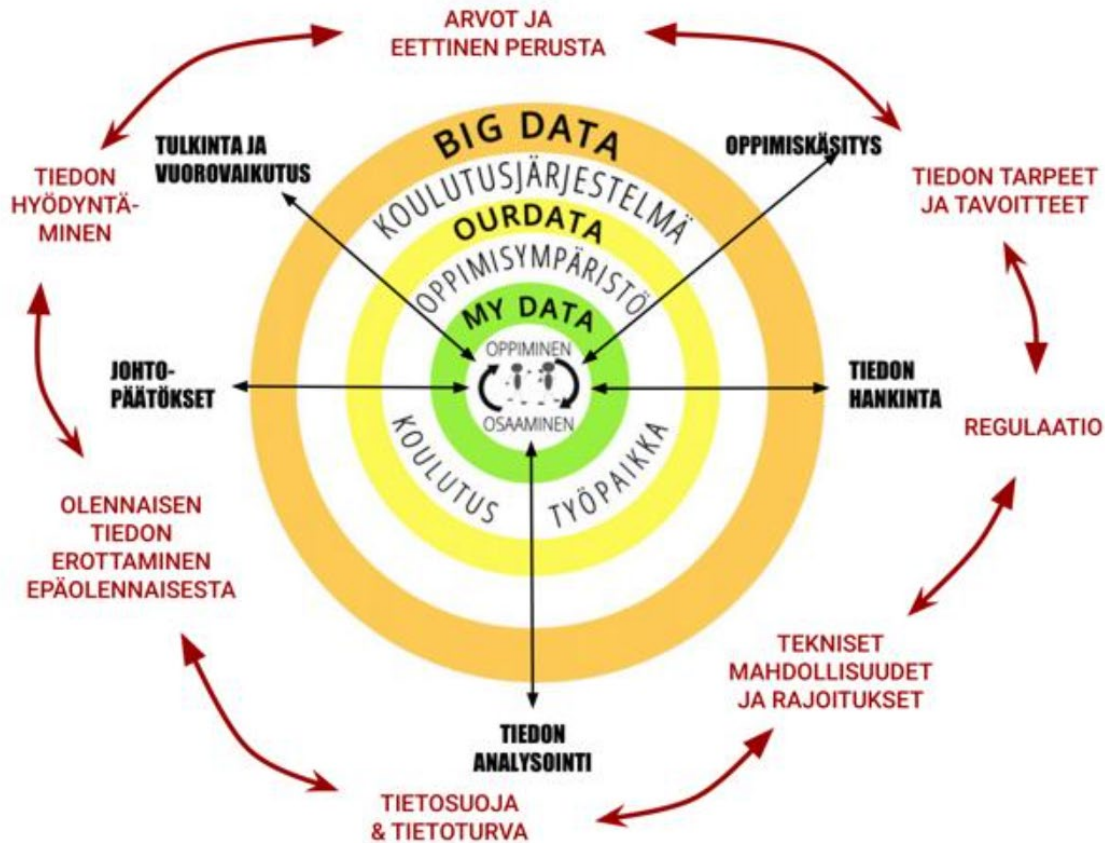 ARVOT JA
EETTINEN PERUSTA
TULKINTA JA
VUOROVAIKUTUS
BIG DATA
OPPIMISKÄSITYS
TIEDON
HYÖDYNTÄ-
MINEN
KOULUTUSJÄRJESTELMÄ
TIEDON TARPEET
JA TAVOITTEET
OURDATA
OPPIMISYMPÄRISTÖ
MY DATA
OPPIMINEN
OSAAMINEN
JOHTO-
PÄÄTÖKSET
TIEDON
HANKINTA
KOULUTUS
TYÖPAIKKA
REGULAATIO
OLENNAISEN
TIEDON
EROTTAMINEN
EPÄOLENNAISESTA
TEKNISET
MAHDOLLISUUDET
JA RAJOITUKSET
TIEDON
ANALYSOINTI
TIETOSUOJA
& TIETOTURVA